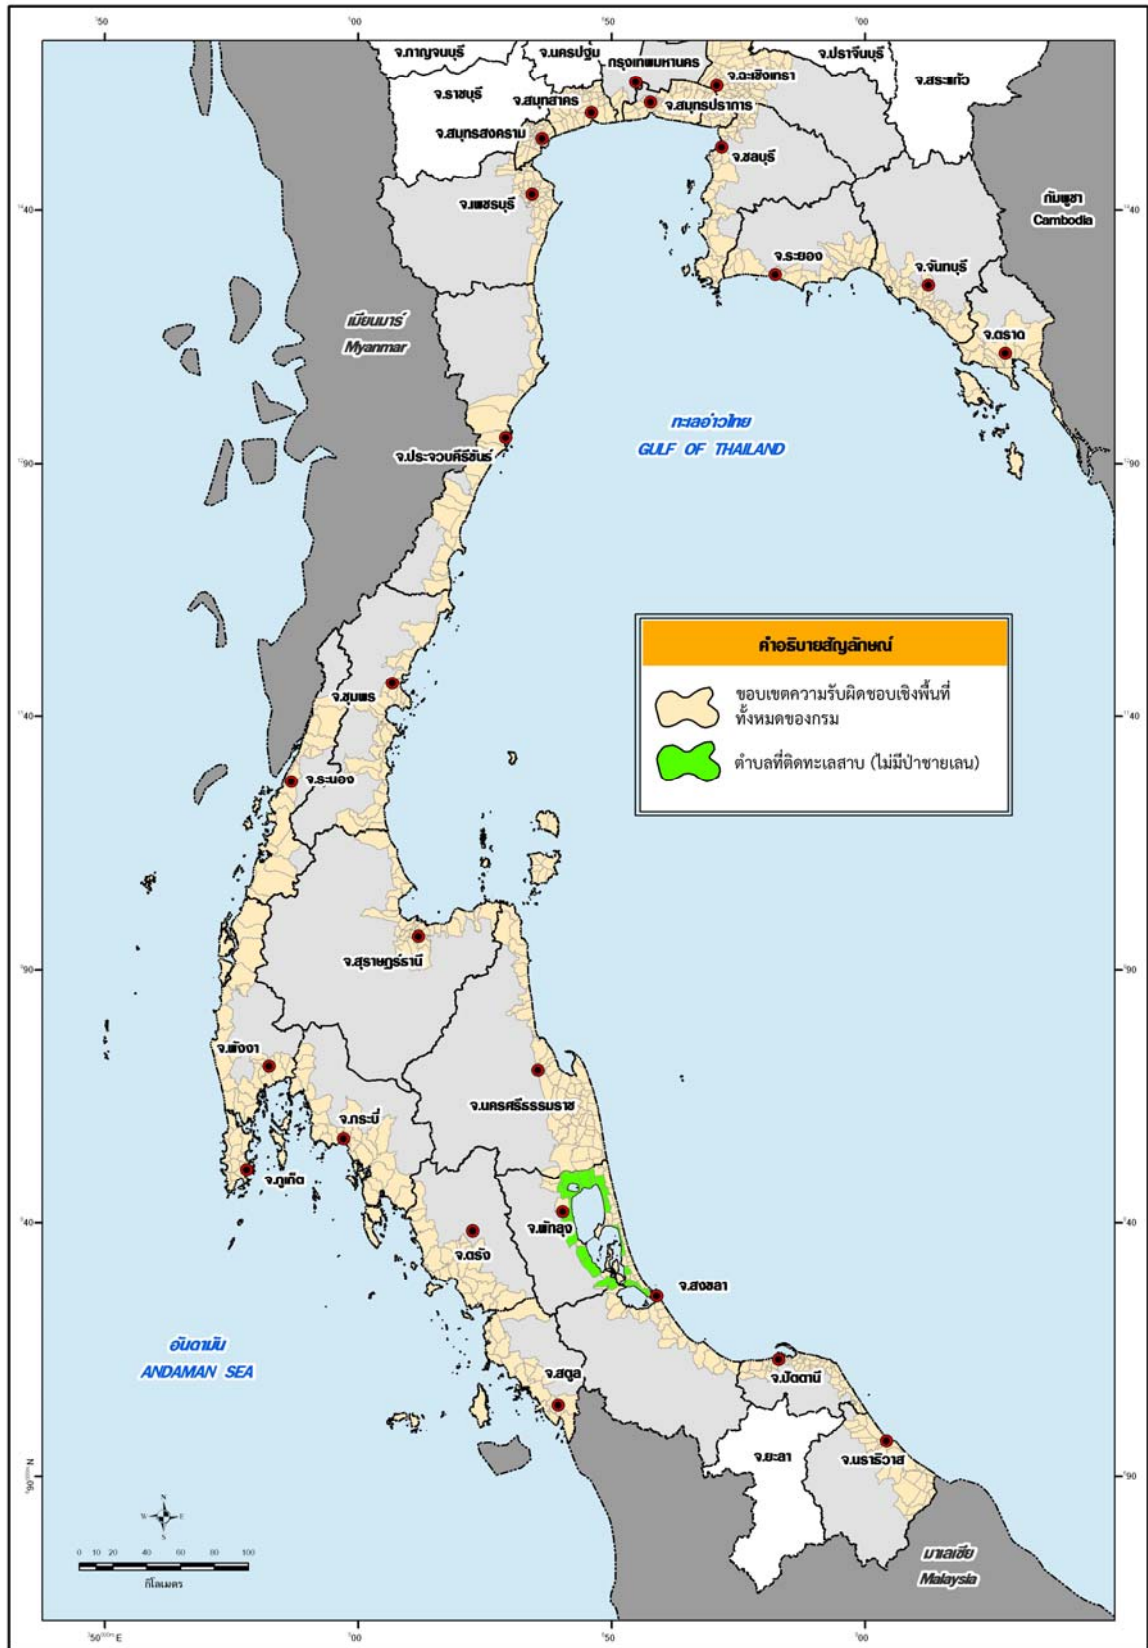 จ.กาญจนบุรี
จ.นครปฐม
กรุงเทพมหานคร
จ.ปราจีนบุรี
จ.ฉะเชิงเทรา
จ.สระแก้ว
จ.ราชบุรี
จ.สมุทสาคร
จ.สมุทรปราการ
จ.สมุทรสงคราม
จ.ชลบุรี
จ.เพชรบุรี
กัมพูชา
Cambodia
จ.ระยอง
จ.จันทบุรี
เมียนมาร์
Myanmar
จ.ตราด
ทะเลอ่าวไทย
GULF OF THAILAND
จ.ประจวบคีรีขันธ์
คำอธิบายสัญลักษณ์
ขอบเขตความรับผิดชอบเชิงพื้นที่
ทั้งหมดของกรม
ตำบลที่ติดทะเลสาบ (ไม่มีป่าชายเลน)
จ.ชุมพร
จ.ระนอง
จ.สุราษฎร์ธานี
จ.พังงา
จ.นครศรีธรรมราช
จ.กระบี่
จ.ภูเก็ต
จ.พัทลุง
จ.ตรัง
จ.สงขลา
อันดามัน
ANDAMAN SEA
จ.สตูล
จ.ปัตตานี
จ.ยะลา
จ.นราธิวาส
มาเลเซีย
Malaysia
N
W E
S
0 10 20 40 60 80 100
กิโลเมตร